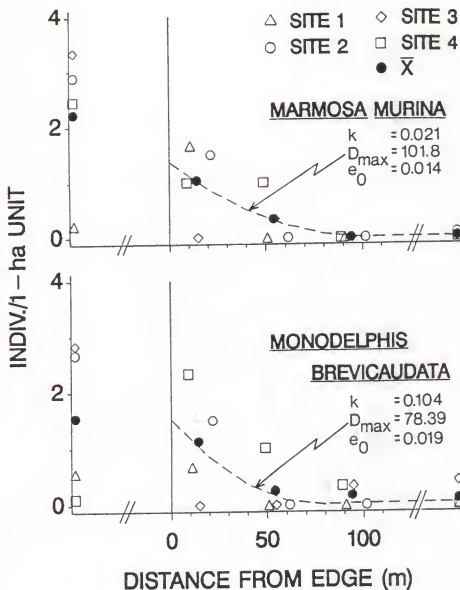 4
△ SITE 1 ◇ SITE 3
○ SITE 2 □ SITE 4
● X̄
MARMOSA MURINA
k =0.021
Dmax =101.8
e0 =0.014
2
0
INDIV./1-ha UNIT
4
MONODELPHIS
BREVICAUDATA
k =0.104
Dmax =78.39
e0 =0.019
2
0
0 50 100
DISTANCE FROM EDGE (m)